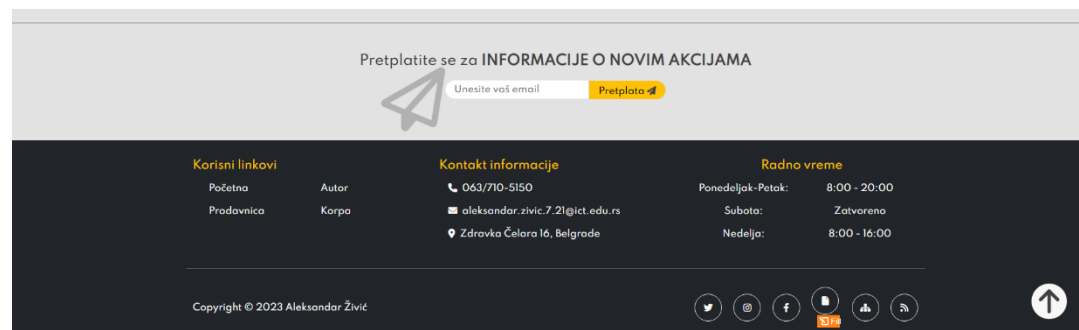 Pretplatite se za INFORMACIJE O NOVIM AKCIJAMA
Unesite vaš email
Pretplata
Korisni linkovi
Početna Autor
Prodavnica Korpa
Kontakt informacije
063/710-5150
aleksandar.zivic.7.21@ict.edu.rs
Zdravka Čelara 16, Belgrade
Radno vreme
Ponedeljak-Petak: 8:00 - 20:00
Subota: Zatvoreno
Nedelja: 8:00 - 16:00
Copyright © 2023 Aleksandar Živić